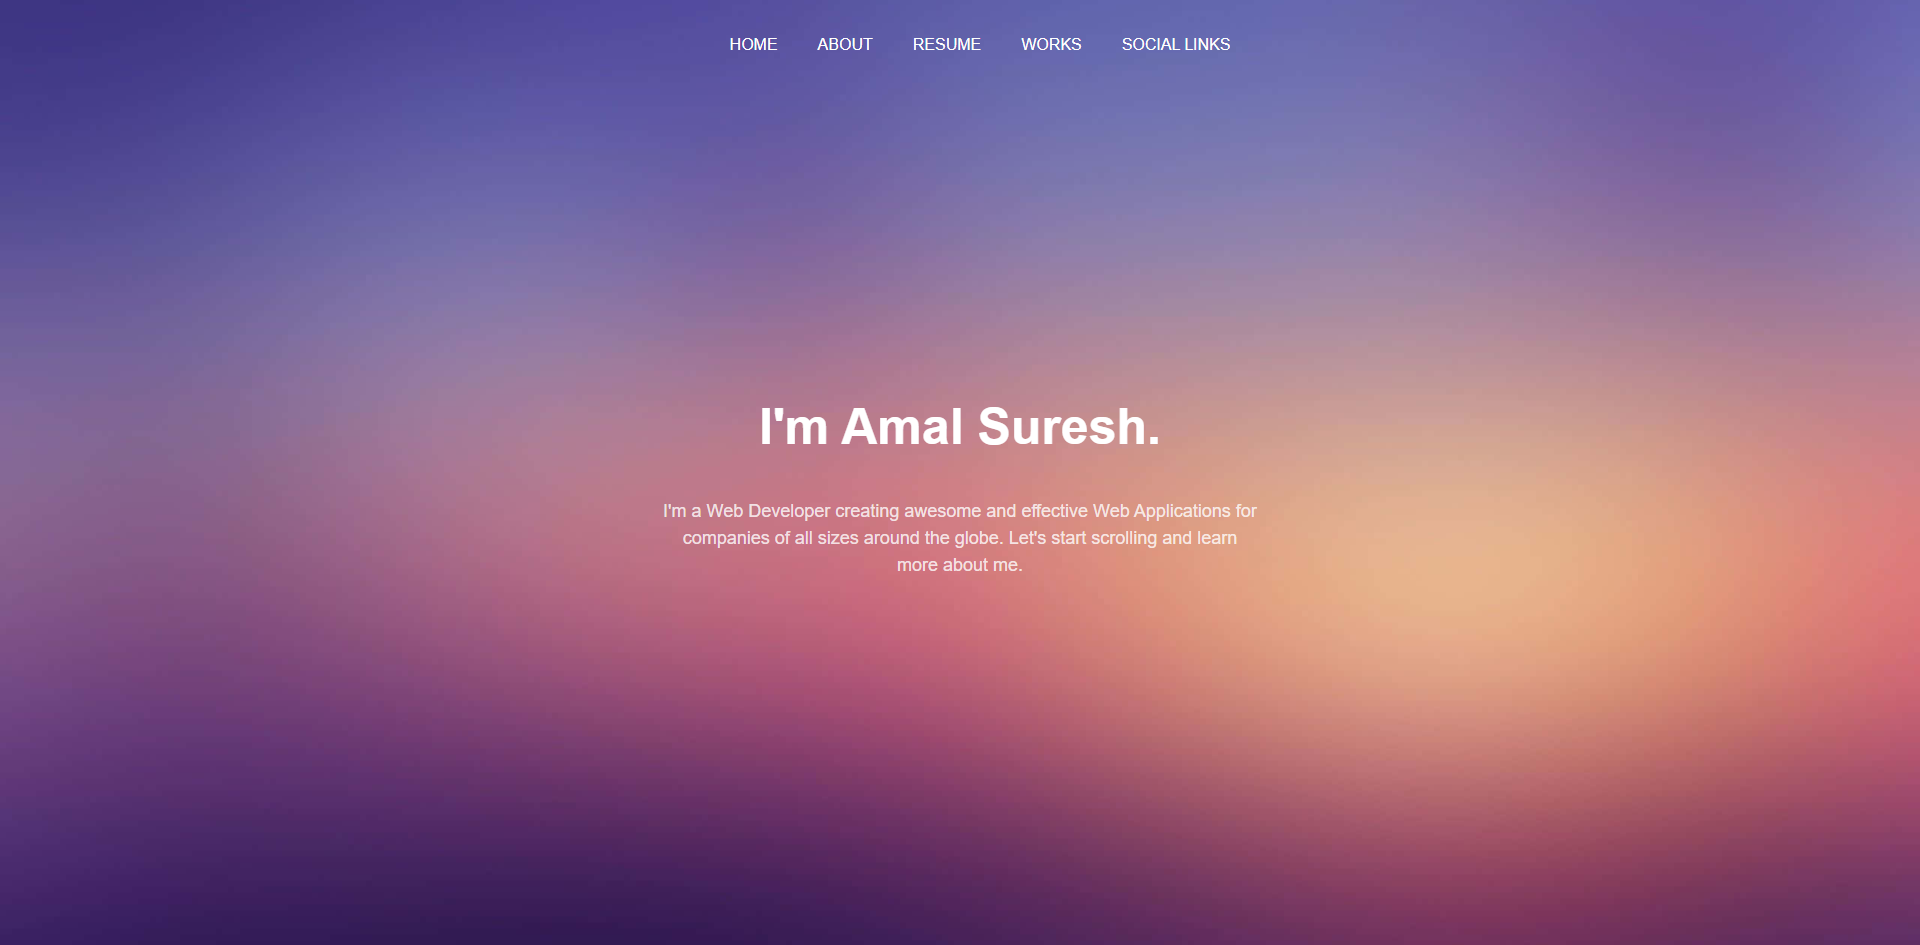 HOME ABOUT RESUME WORKS SOCIAL LINKS
I'm Amal Suresh.
I'm a Web Developer creating awesome and effective Web Applications for
companies of all sizes around the globe. Let's start scrolling and learn
more about me.